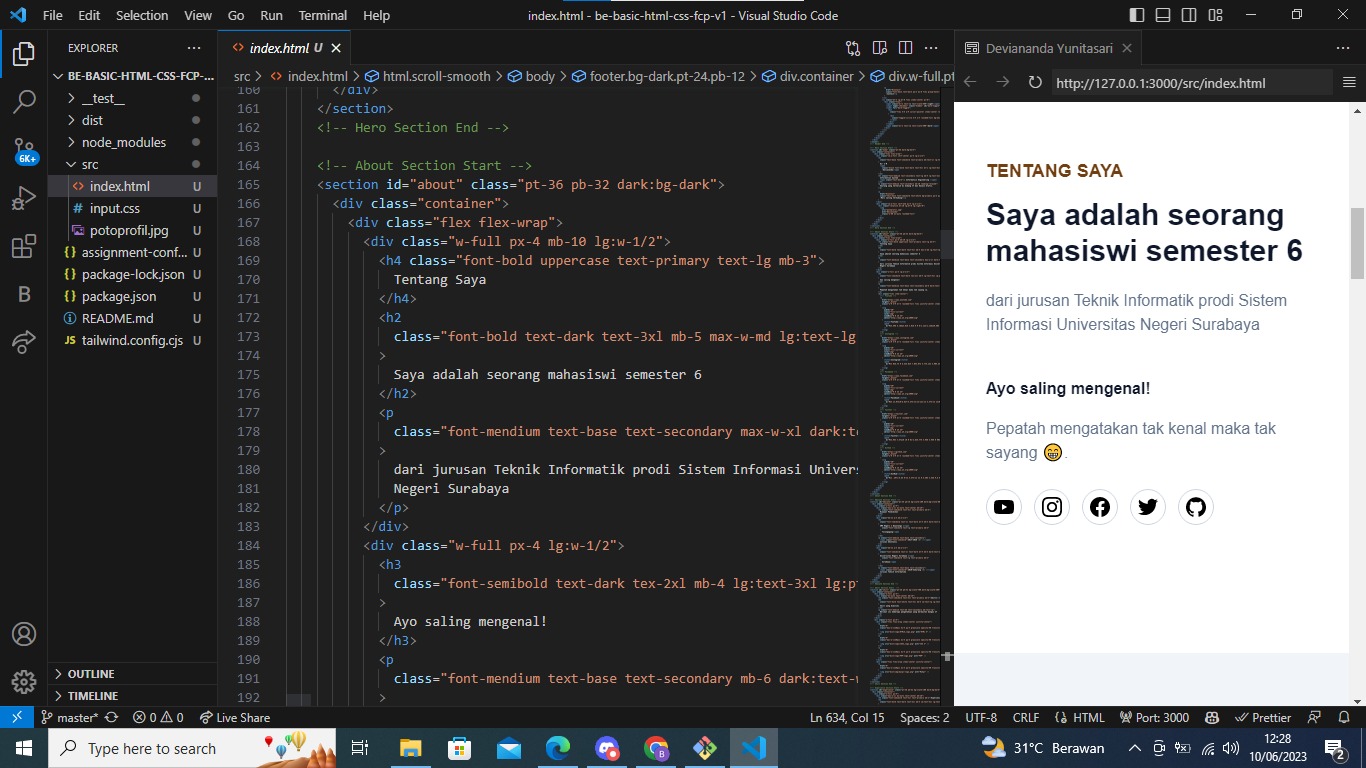 File Edit Selection View Go Run Terminal Help
index.html - be-basic-html-css-fcp-v1 - Visual Studio Code
EXPLORER
BE-BASIC-HTML-CSS-FCP-...
__test__
dist
node_modules
src
index.html U
input.css U
potoprofil.jpg U
assignment-conf... U
package-lock.json U
package.json U
README.md U
tailwind.config.cjs U
OUTLINE
TIMELINE
6K+
index.html U
src > index.html > html.scroll-smooth > body > footer.bg-dark.pt-24.pb-12 > div.container > div.w-full.pt
160 </div>
161 </section>
162 <!-- Hero Section End -->
163
164 <!-- About Section Start -->
165 <section id="about" class="pt-36 pb-32 dark:bg-dark">
166 <div class="container">
167 <div class="flex flex-wrap">
168 <div class="w-full px-4 mb-10 lg:w-1/2">
169 <h4 class="font-bold uppercase text-primary text-lg mb-3">
170 Tentang Saya
171 </h4>
172 <h2
173 class="font-bold text-dark text-3xl mb-5 max-w-md lg:text-lg
174 >
175 Saya adalah seorang mahasiswi semester 6
176 </h2>
177 <p
178 class="font-mendium text-base text-secondary max-w-xl dark:te
179 >
180 dari jurusan Teknik Informatik prodi Sistem Informasi Univers
181 Negeri Surabaya
182 </p>
183 </div>
184 <div class="w-full px-4 lg:w-1/2">
185 <h3
186 class="font-semibold text-dark tex-2xl mb-4 lg:text-3xl lg:pt
187 >
188 Ayo saling mengenal!
189 </h3>
190 <p
191 class="font-mendium text-base text-secondary mb-6 dark:text-w
192 >
Deviananda Yunitasari
http://127.0.0.1:3000/src/index.html
TENTANG SAYA
Saya adalah seorang
mahasiswi semester 6
dari jurusan Teknik Informatik prodi Sistem
Informasi Universitas Negeri Surabaya
Ayo saling mengenal!
Pepatah mengatakan tak kenal maka tak
sayang 😁.
master* 0 0 Live Share
Ln 634, Col 15 Spaces: 2 UTF-8 CRLF HTML Port: 3000 Prettier
Type here to search
31°C Berawan
12:28
10/06/2023
2